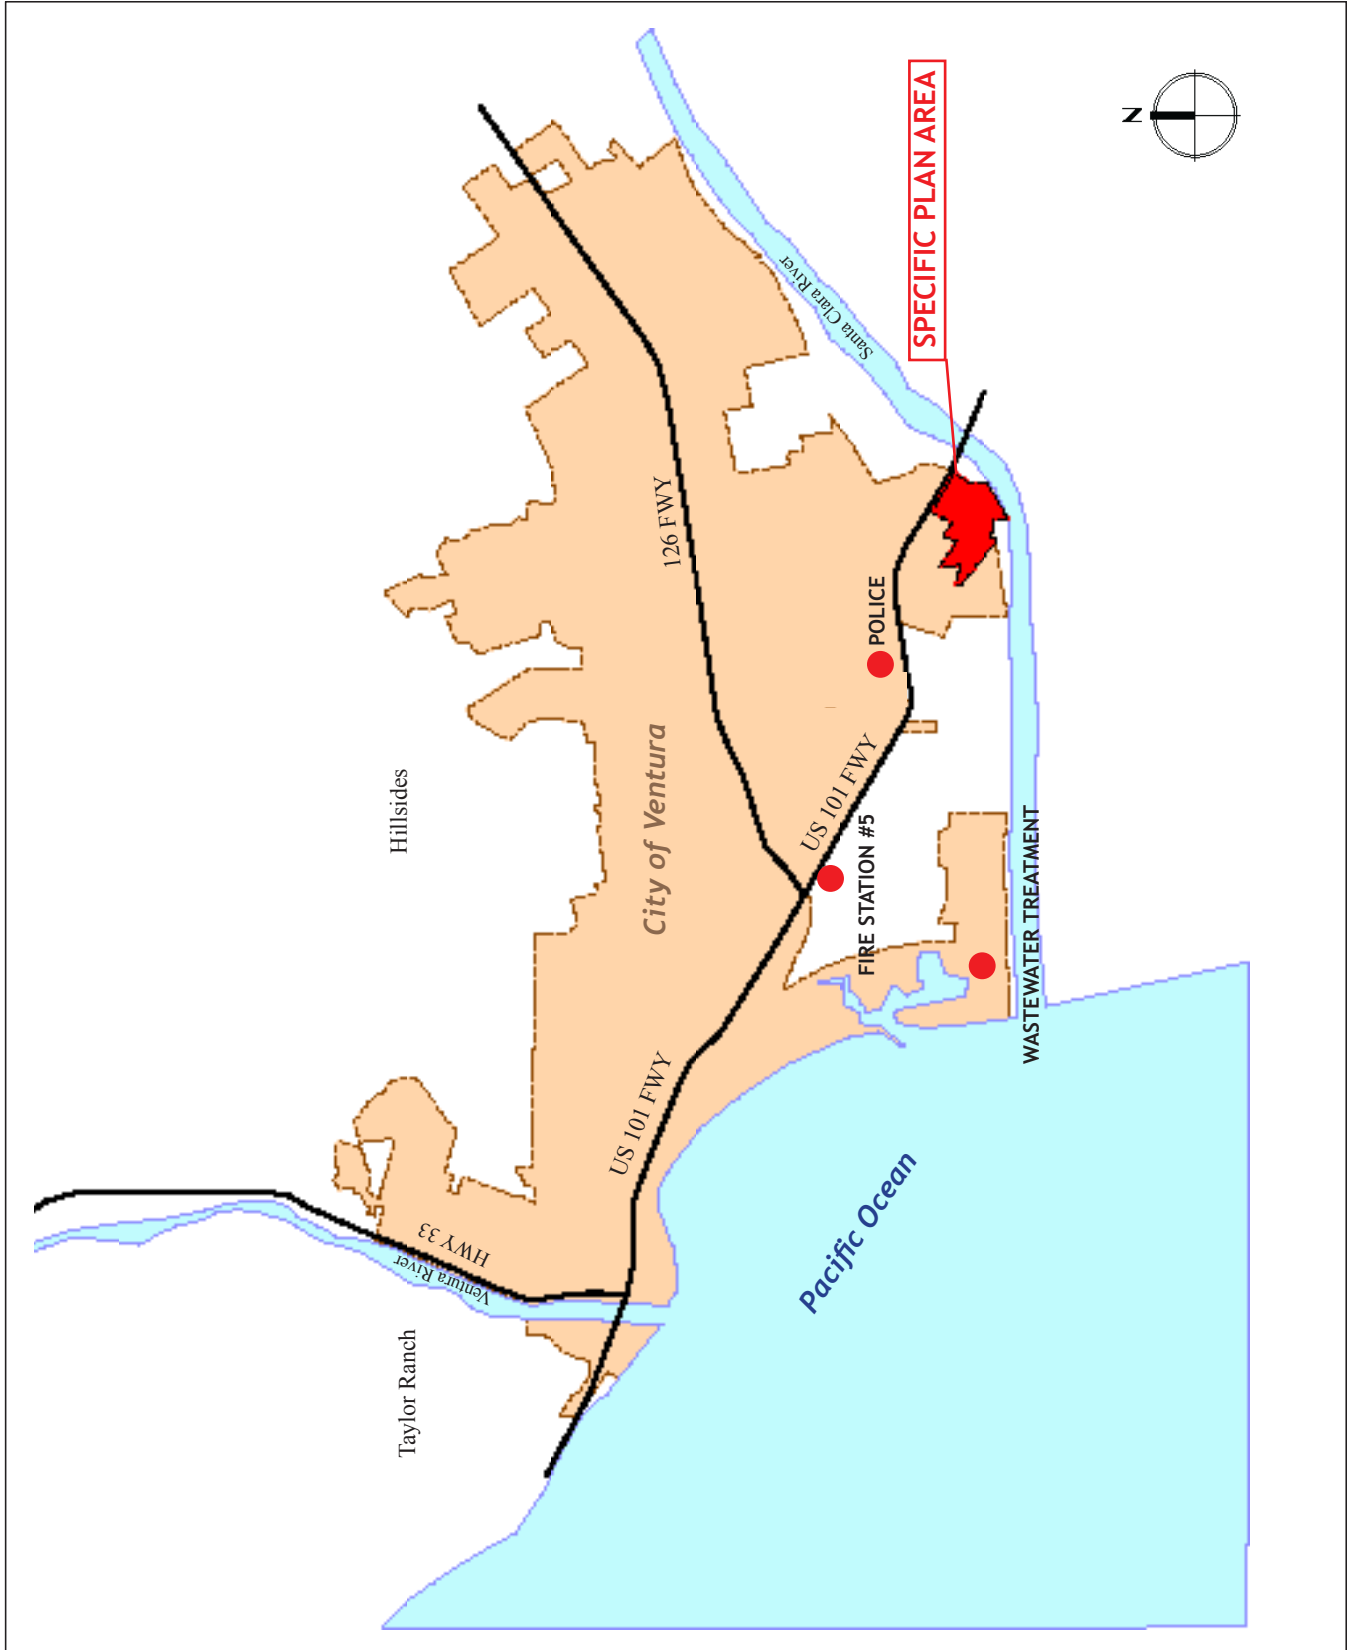 N
SPECIFIC PLAN AREA
Santa Clara River
126 FWY
POLICE
Hillsides
City of Ventura
US 101 FWY
FIRE STATION #5
WASTEWATER TREATMENT
US 101 FWY
HWY 33
Ventura River
Pacific Ocean
Taylor Ranch